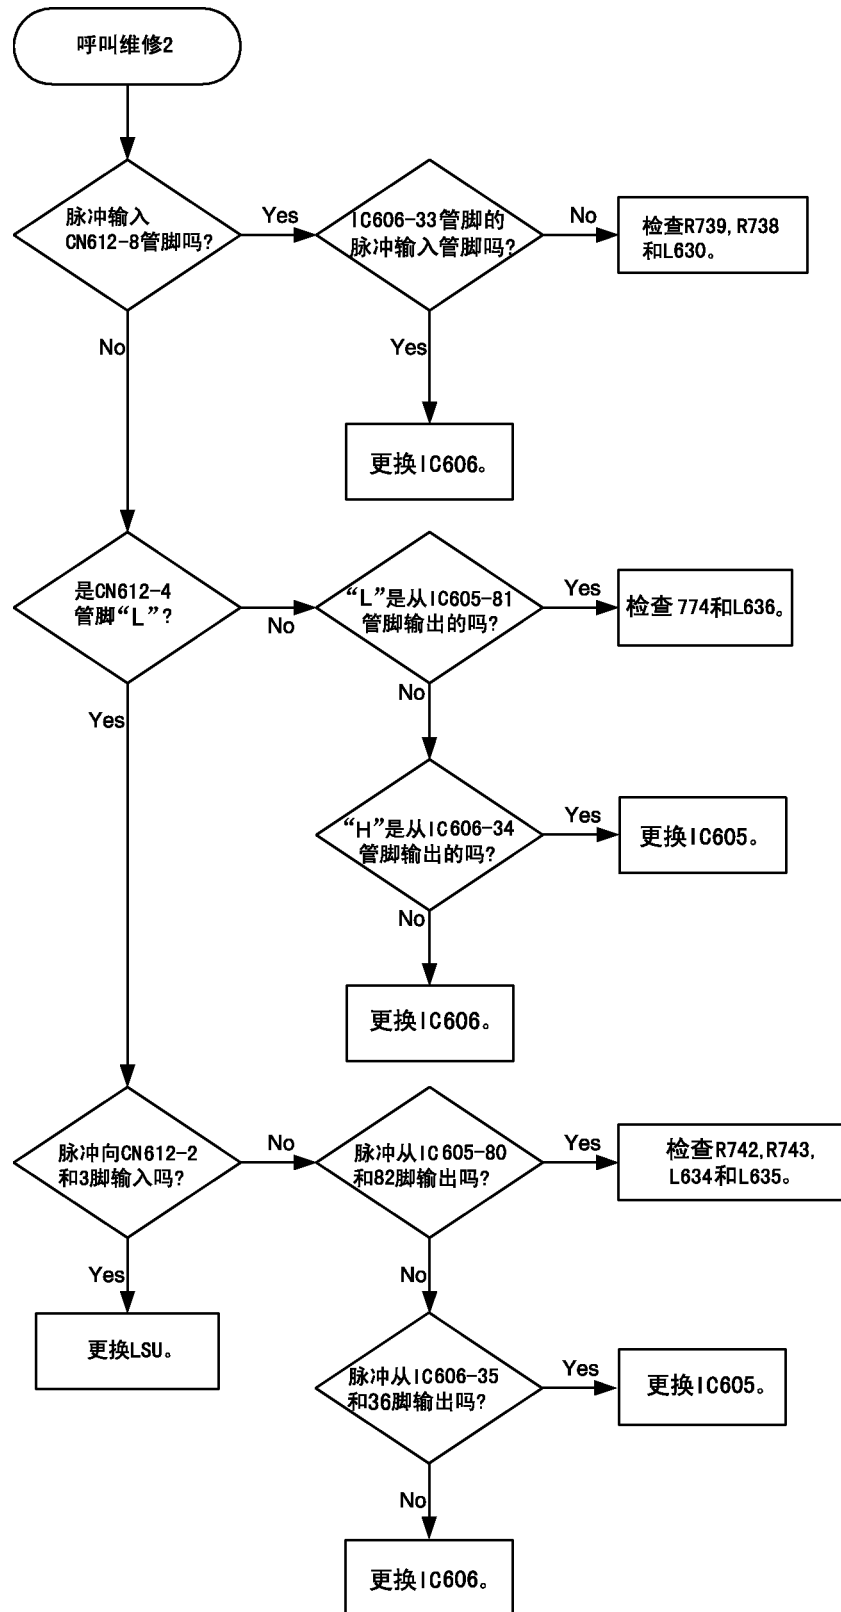 呼叫维修2
脉冲输入
CN612-8管脚吗?
Yes
IC606-33管脚的
脉冲输入管脚吗?
No
检查R739,R738
和L630。
No
Yes
更换IC606。
是CN612-4
管脚“L”?
No
“L”是从IC605-81
管脚输出的吗?
Yes
检查 774和L636。
Yes
No
“H”是从IC606-34
管脚输出的吗?
Yes
更换IC605。
No
更换IC606。
脉冲向CN612-2
和3脚输入吗?
No
脉冲从IC605-80
和82脚输出吗?
Yes
检查R742,R743,
L634和L635。
Yes
No
更换LSU。
脉冲从IC606-35
和36脚输出吗?
Yes
更换IC605。
No
更换IC606。